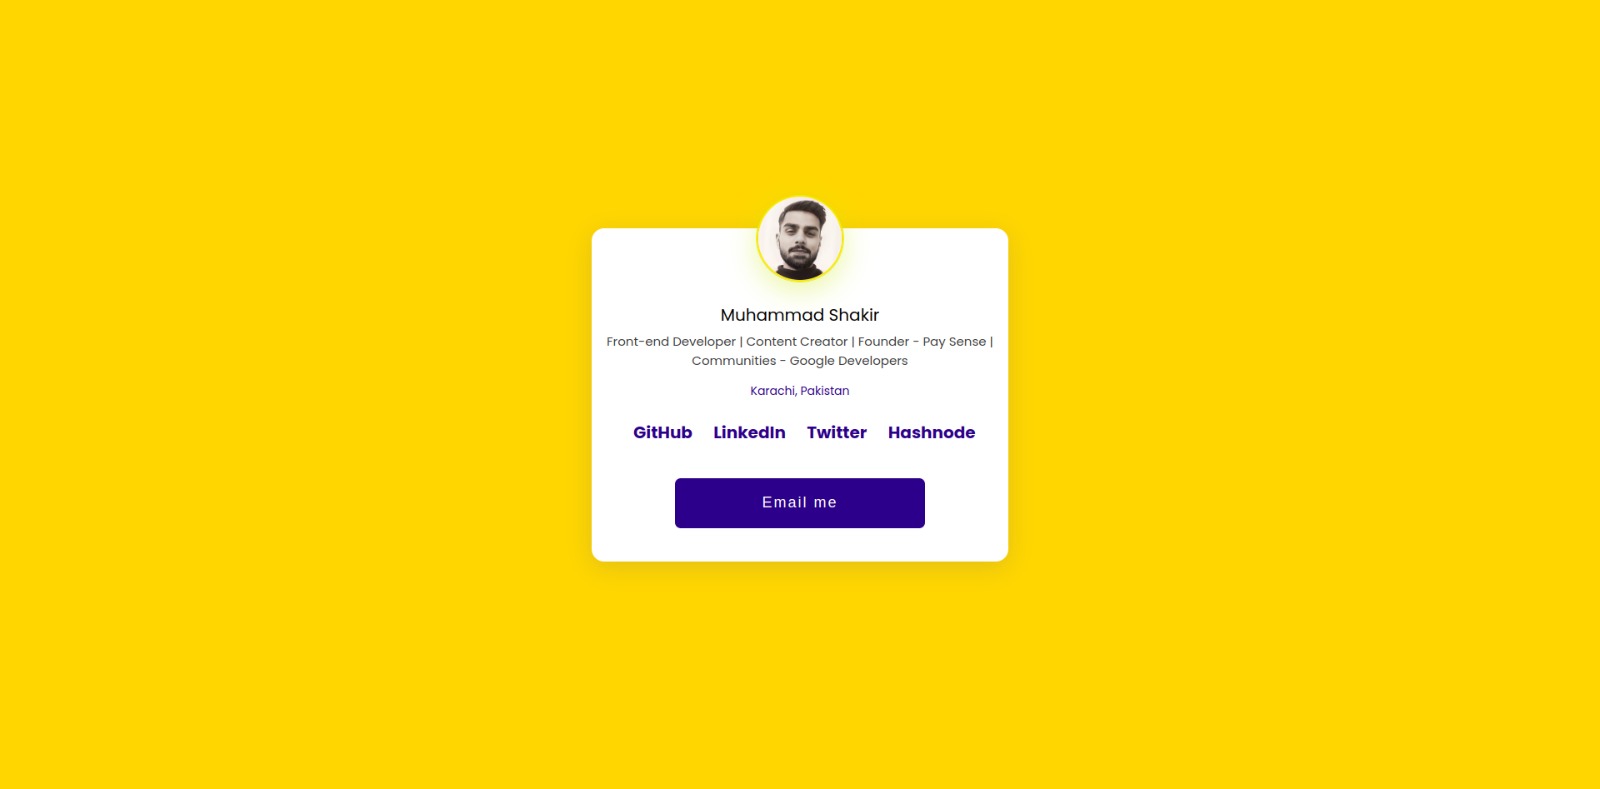 Muhammad Shakir
Front-end Developer | Content Creator | Founder - Pay Sense |
Communities - Google Developers
Karachi, Pakistan
GitHub LinkedIn Twitter Hashnode
Email me